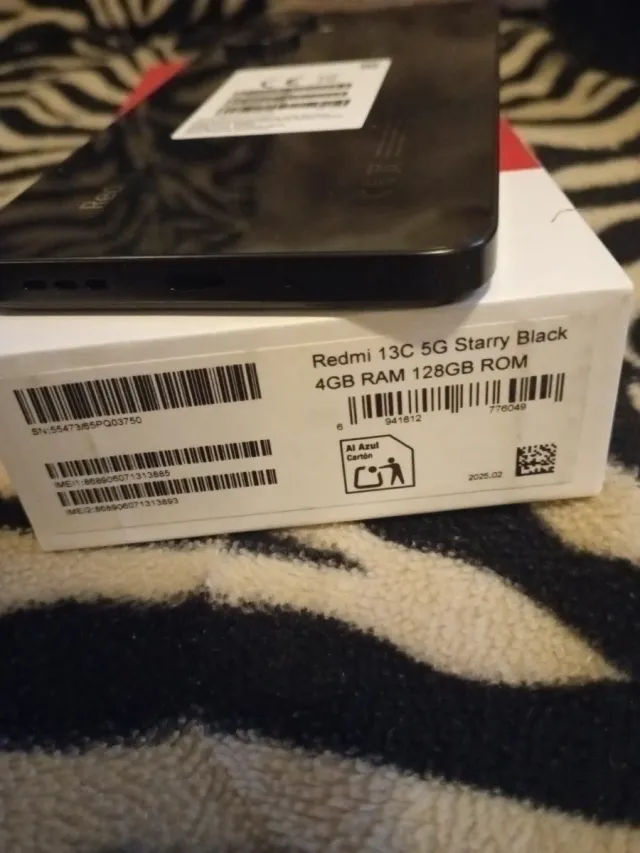 CE
Redmi 13C 5G Starry Black
4GB RAM 128GB ROM
SN:55473/65PQ03750
6 941812 776049
Al Azul
Cartón
IMEI1:868906071313885
IMEI2:868906071313893
2025.02